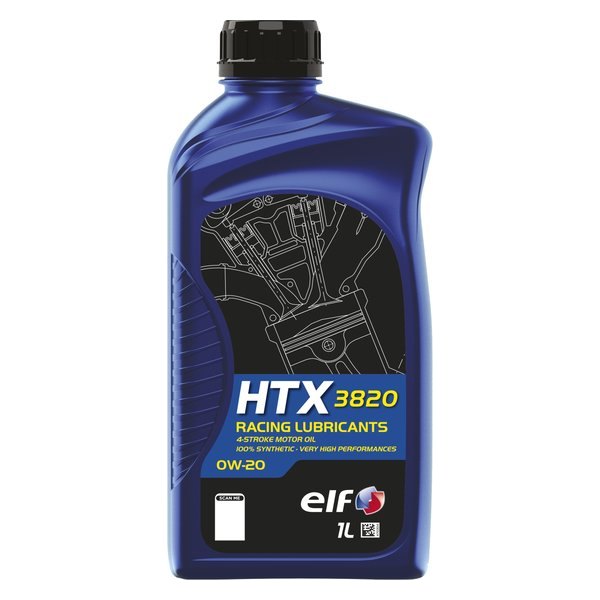 HTX 3820
RACING LUBRICANTS
4-STROKE MOTOR OIL
100% SYNTHETIC - VERY HIGH PERFORMANCES
0W-20
SCAN ME
elf
1L